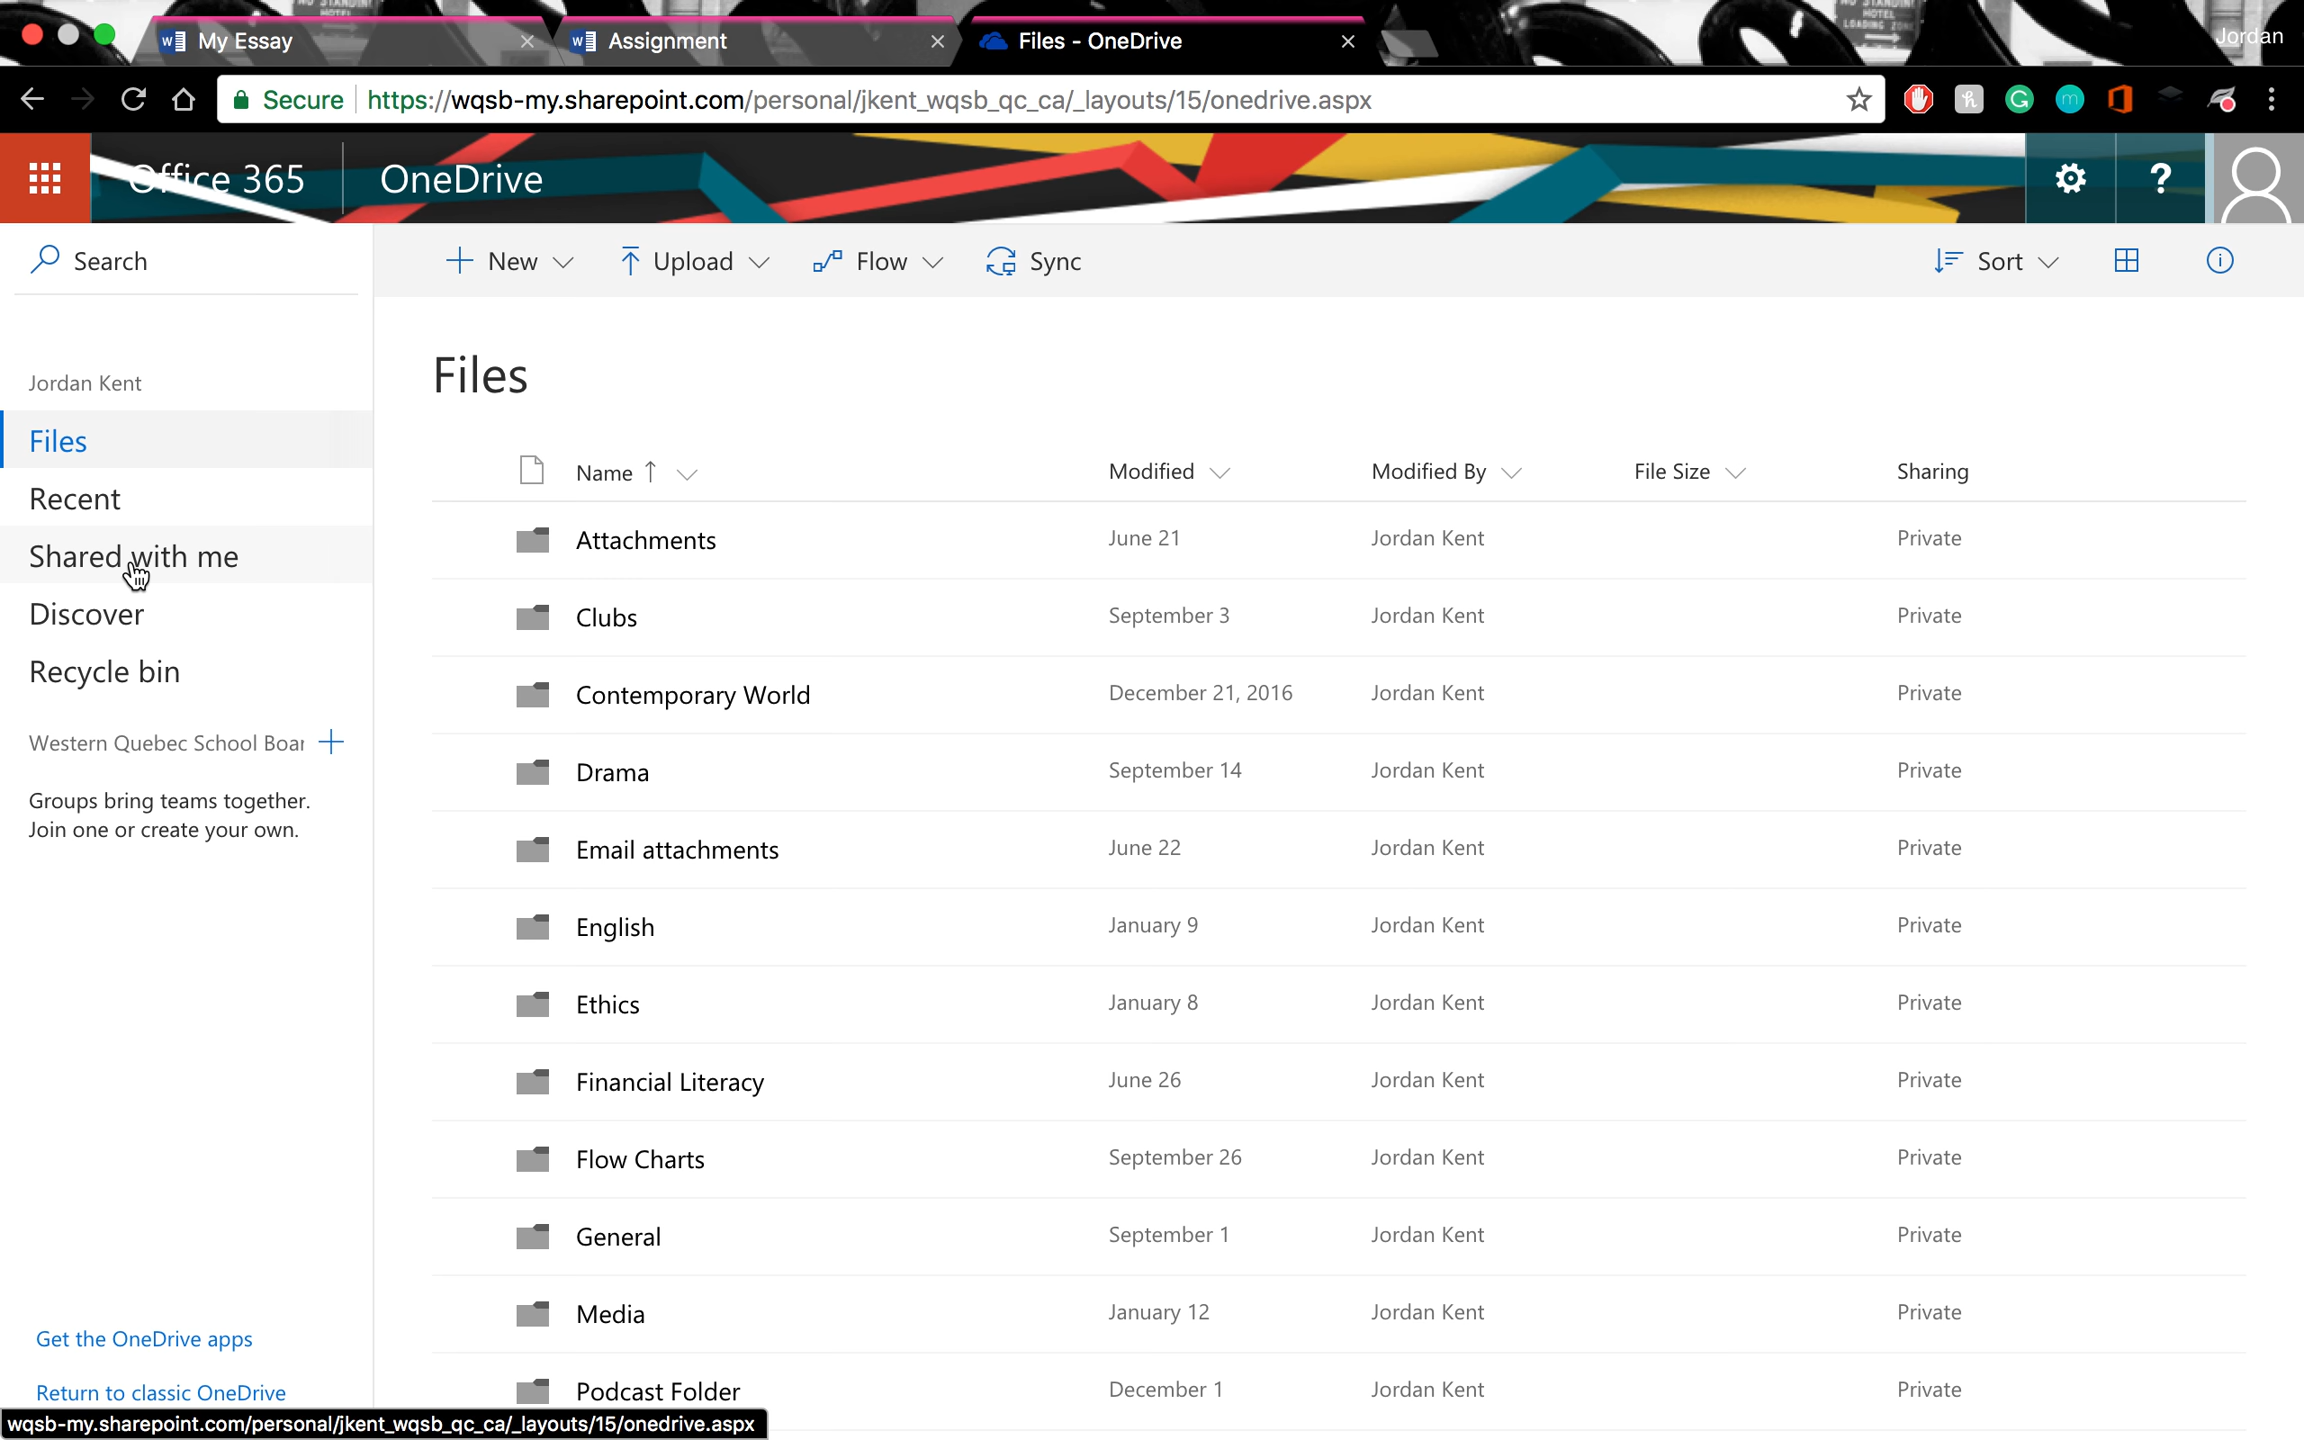 My Essay
Assignment
Files - OneDrive
Jordan
Secure
https://wqsb-my.sharepoint.com/personal/jkent_wqsb_qc_ca/_layouts/15/onedrive.aspx
Office 365
OneDrive
Search
New
Upload
Flow
Sync
Sort
Jordan Kent
Files
Recent
Shared with me
Discover
Recycle bin
Western Quebec School Boar
Groups bring teams together.
Join one or create your own.
Get the OneDrive apps
Return to classic OneDrive
Files
Name Modified Modified By File Size Sharing
Attachments June 21 Jordan Kent Private
Clubs September 3 Jordan Kent Private
Contemporary World December 21, 2016 Jordan Kent Private
Drama September 14 Jordan Kent Private
Email attachments June 22 Jordan Kent Private
English January 9 Jordan Kent Private
Ethics January 8 Jordan Kent Private
Financial Literacy June 26 Jordan Kent Private
Flow Charts September 26 Jordan Kent Private
General September 1 Jordan Kent Private
Media January 12 Jordan Kent Private
Podcast Folder December 1 Jordan Kent Private
wqsb-my.sharepoint.com/personal/jkent_wqsb_qc_ca/_layouts/15/onedrive.aspx